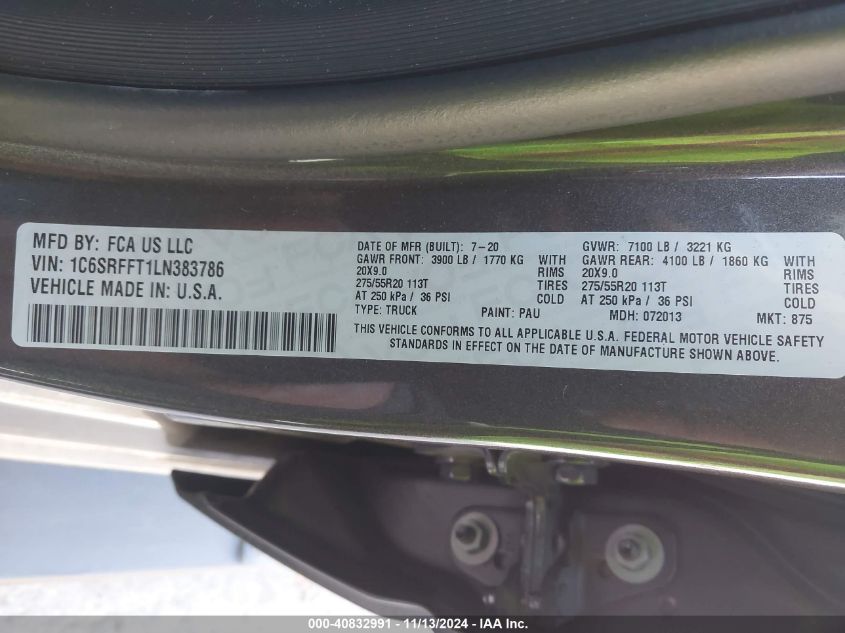 MFD BY: FCA US LLC
VIN: 1C6SRFFT1LN383786
VEHICLE MADE IN: U.S.A.
DATE OF MFR (BUILT): 7-20
GAWR FRONT: 3900 LB / 1770 KG WITH
20X9.0 RIMS
275/55R20 113T TIRES
AT 250 kPa / 36 PSI COLD
TYPE: TRUCK PAINT: PAU
GVWR: 7100 LB / 3221 KG
GAWR REAR: 4100 LB / 1860 KG WITH
20X9.0 RIMS
275/55R20 113T TIRES
AT 250 kPa / 36 PSI COLD
MDH: 072013 MKT: 875
THIS VEHICLE CONFORMS TO ALL APPLICABLE U.S.A. FEDERAL MOTOR VEHICLE SAFETY
STANDARDS IN EFFECT ON THE DATE OF MANUFACTURE SHOWN ABOVE.
000-40832991 - 11/13/2024 - IAA Inc.